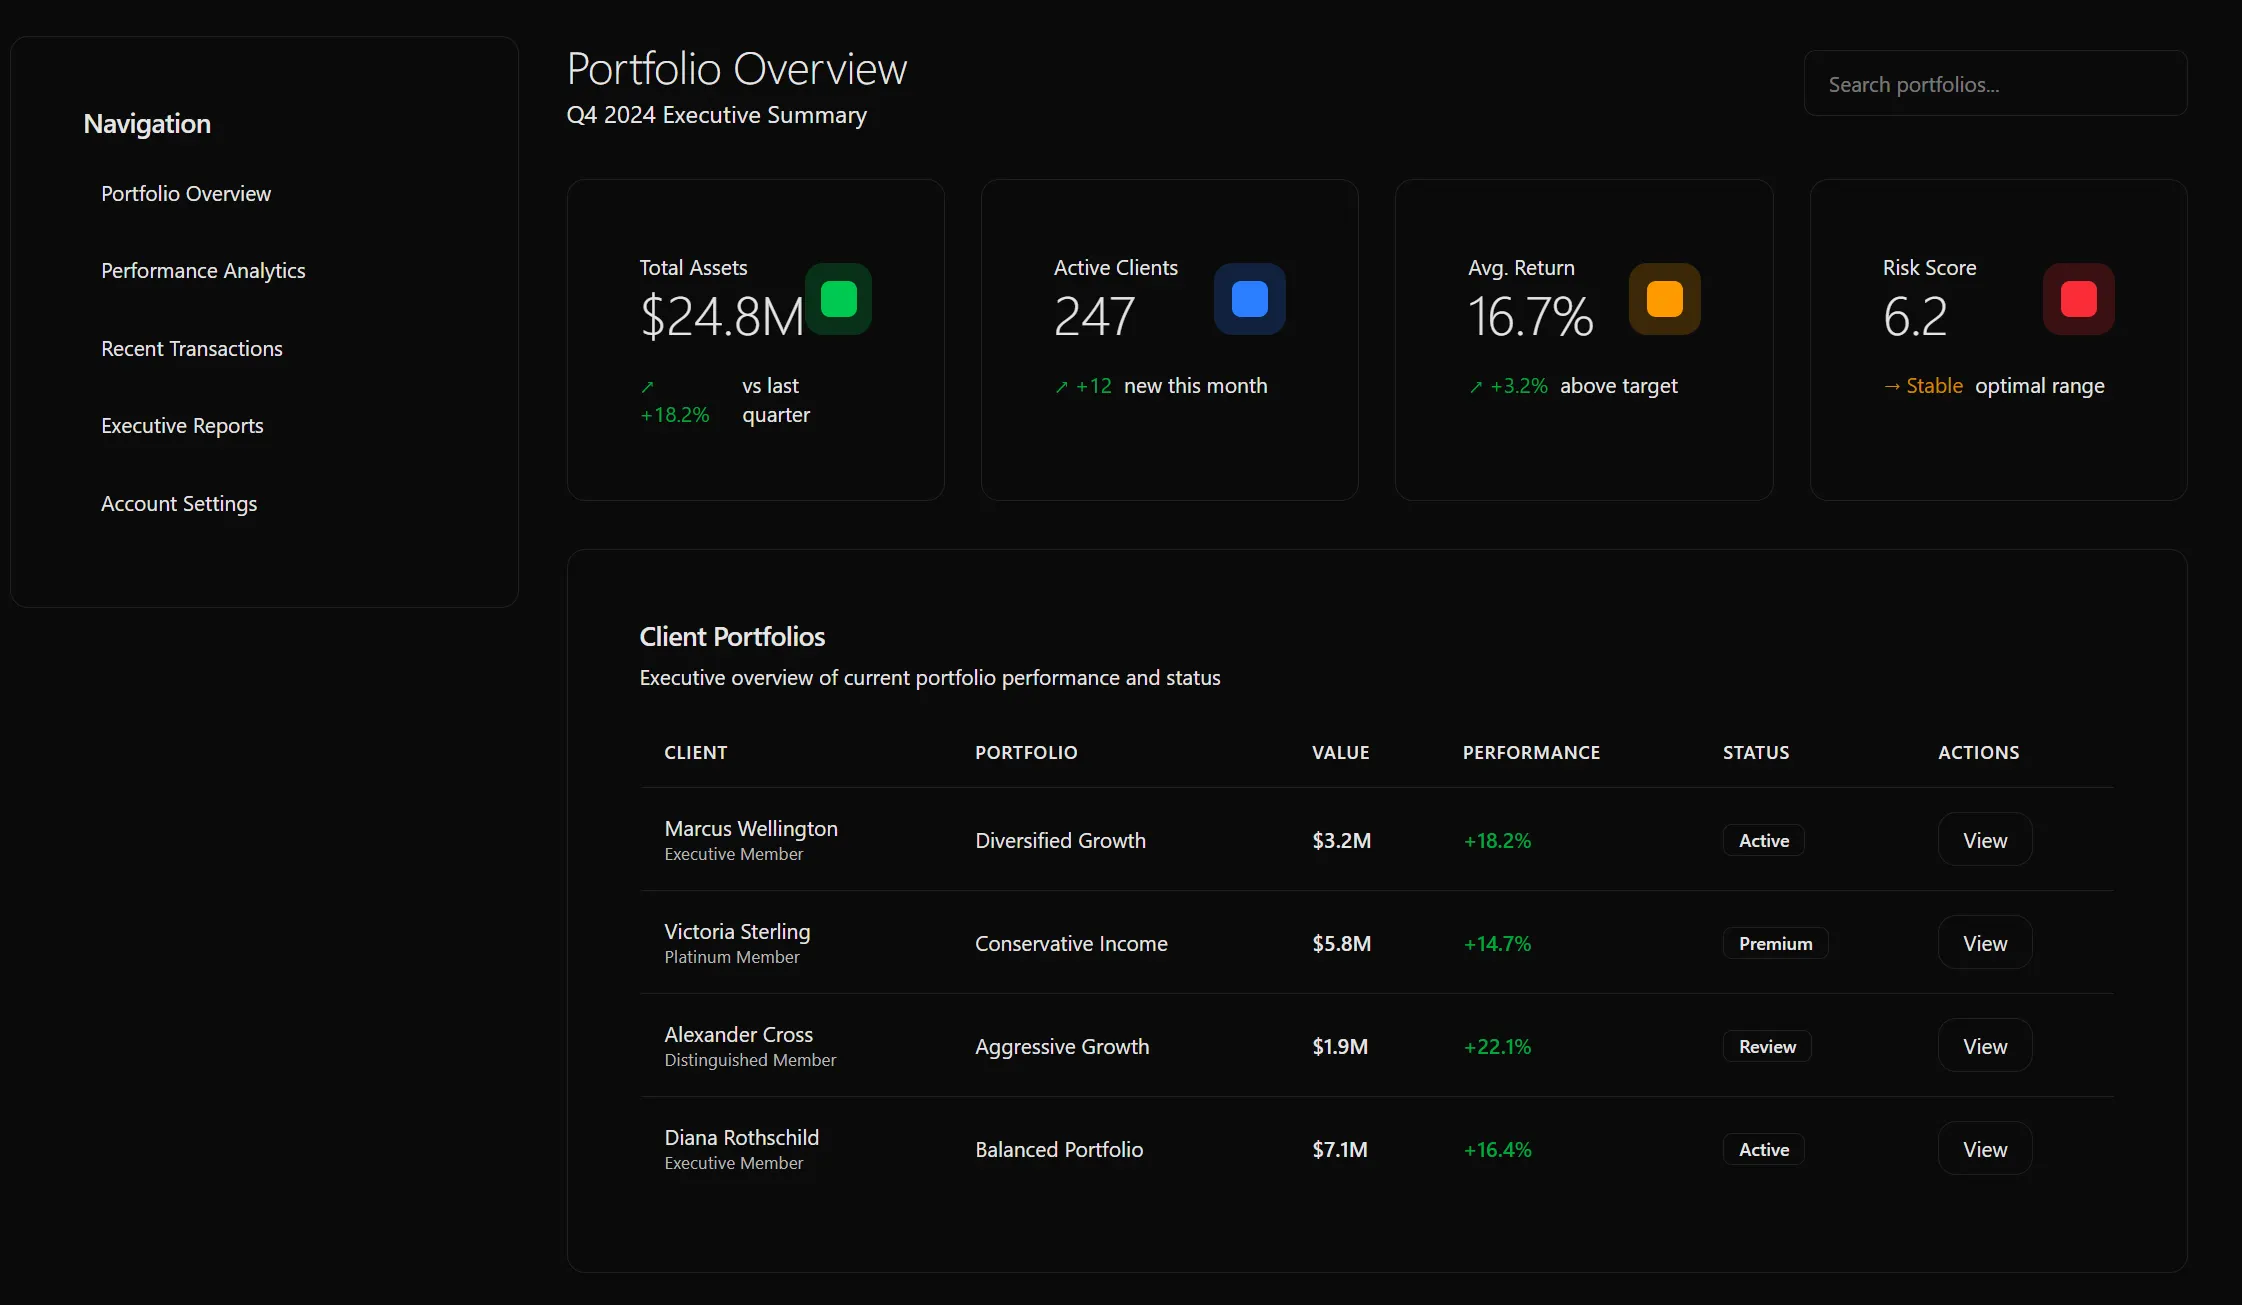 Navigation
Portfolio Overview
Performance Analytics
Recent Transactions
Executive Reports
Account Settings
Portfolio Overview
Q4 2024 Executive Summary
Search portfolios...
Total Assets
$24.8M
↗ +18.2% vs last quarter
Active Clients
247
↗ +12 new this month
Avg. Return
16.7%
↗ +3.2% above target
Risk Score
6.2
→ Stable optimal range
Client Portfolios
Executive overview of current portfolio performance and status
CLIENT PORTFOLIO VALUE PERFORMANCE STATUS ACTIONS
Marcus Wellington
Executive Member
Diversified Growth $3.2M +18.2% Active View
Victoria Sterling
Platinum Member
Conservative Income $5.8M +14.7% Premium View
Alexander Cross
Distinguished Member
Aggressive Growth $1.9M +22.1% Review View
Diana Rothschild
Executive Member
Balanced Portfolio $7.1M +16.4% Active View